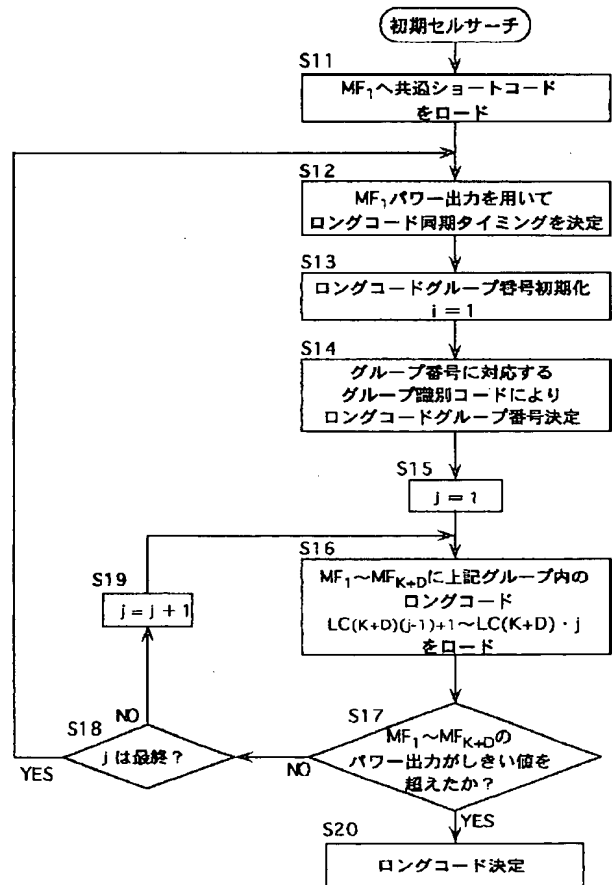 初期セルサーチ
S11
MF₁へ共通ショートコード
をロード
S12
MF₁パワー出力を用いて
ロングコード同期タイミングを決定
S13
ロングコードグループ番号初期化
i = 1
S14
グループ番号に対応する
グループ識別コードにより
ロングコードグループ番号決定
S15
j = 1
S16
MF₁～MF_{K+D}に上記グループ内の
ロングコード
LC(K+D)(j-1)+1～LC(K+D)・j
をロード
S19
j = j + 1
S17
MF₁～MF_{K+D}の
パワー出力がしきい値を
超えたか？
S18
NO
jは最終？
YES
NO
YES
S20
ロングコード決定